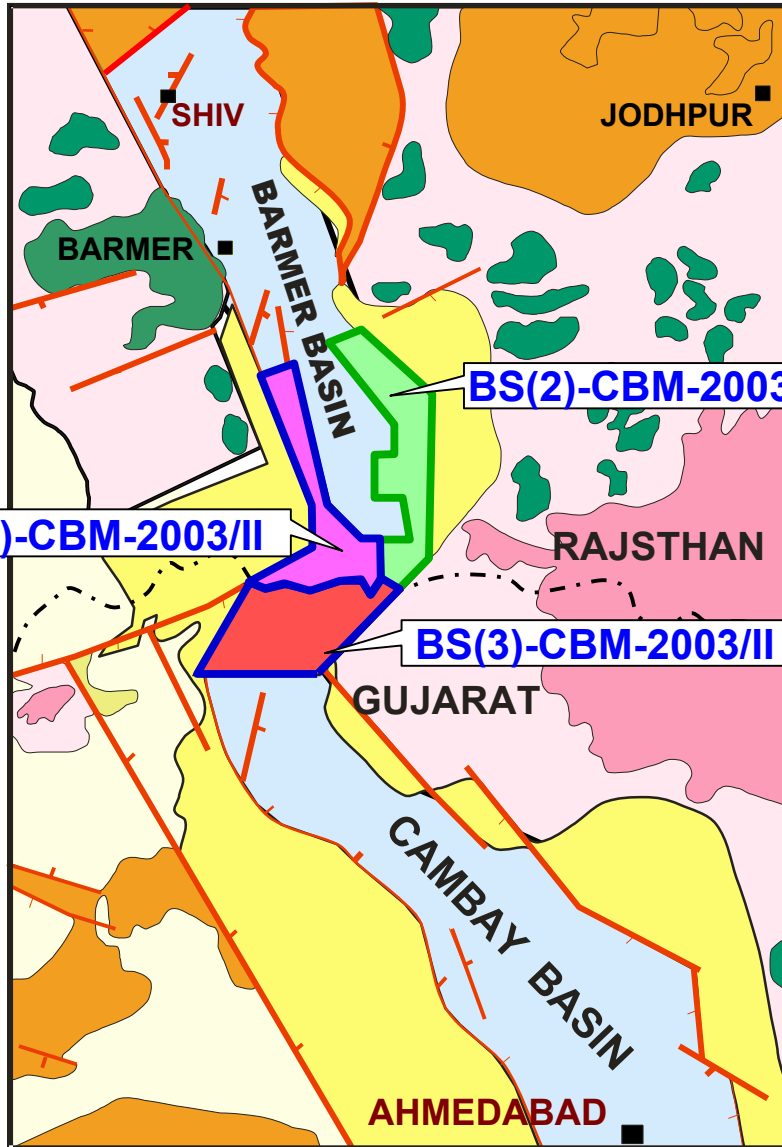 SHIV
JODHPUR
BARMER
BARMER BASIN
BS(2)-CBM-2003
)-CBM-2003/II
RAJSTHAN
BS(3)-CBM-2003/II
GUJARAT
CAMBAY BASIN
AHMEDABAD